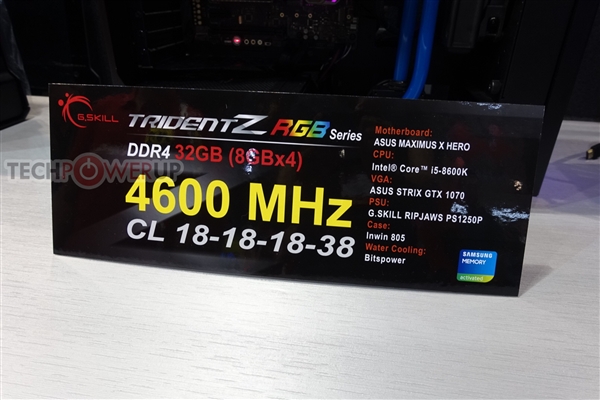 G.SKILL
TRIDENTZ RGB Series
DDR4 32GB (8GBx4)
4600 MHz
CL 18-18-18-38
Motherboard:
ASUS MAXIMUS X HERO
CPU:
Intel® Core™ i5-8600K
VGA:
ASUS STRIX GTX 1070
PSU:
G.SKILL RIPJAWS PS1250P
Case:
Inwin 805
Water Cooling:
Bitspower
SAMSUNG
MEMORY
activated
TECHPOWERUP